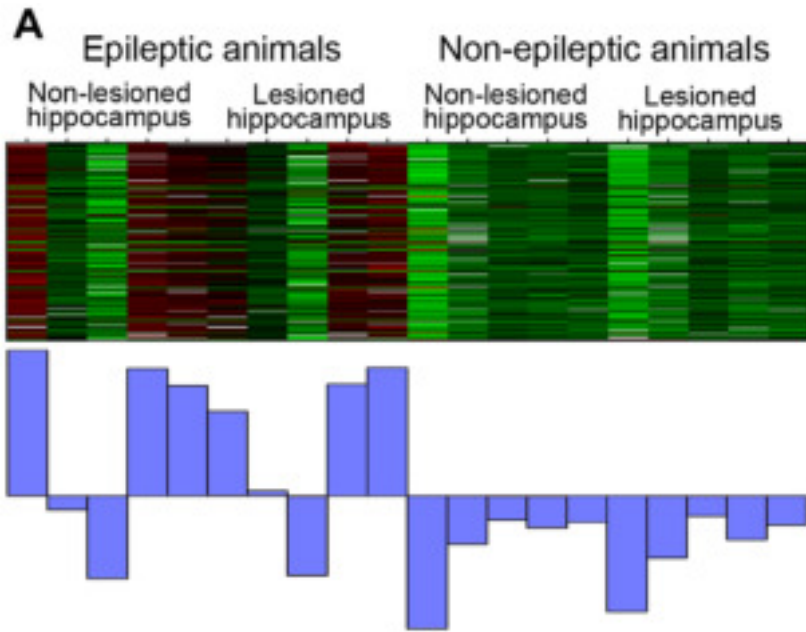 A
Epileptic animals Non-epileptic animals
Non-lesioned hippocampus
Lesioned hippocampus
Non-lesioned hippocampus
Lesioned hippocampus